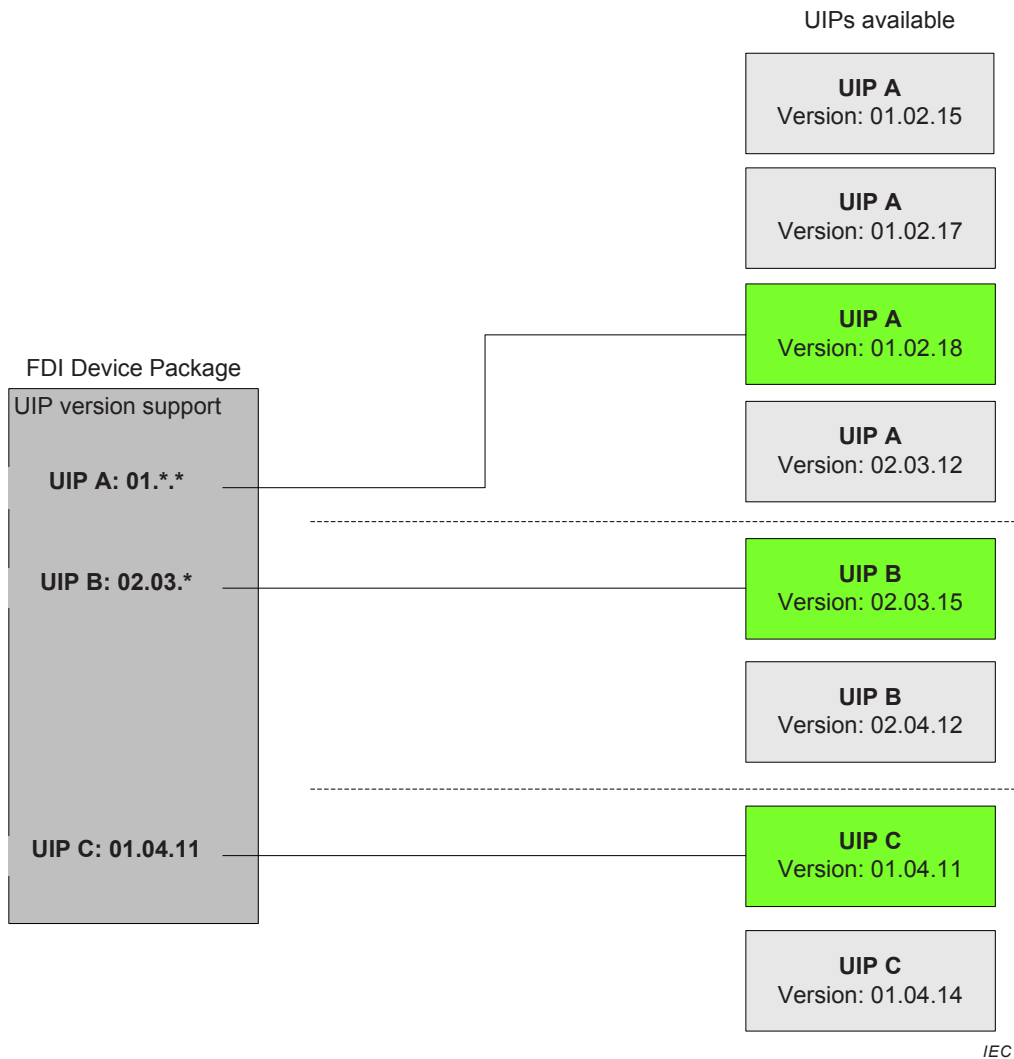 UIPs available
UIP A
Version: 01.02.15
UIP A
Version: 01.02.17
UIP A
Version: 01.02.18
FDI Device Package
UIP version support
UIP A
Version: 02.03.12
UIP A: 01.*.*
UIP B
Version: 02.03.15
UIP B: 02.03.*
UIP B
Version: 02.04.12
UIP C
Version: 01.04.11
UIP C: 01.04.11
UIP C
Version: 01.04.14
IEC